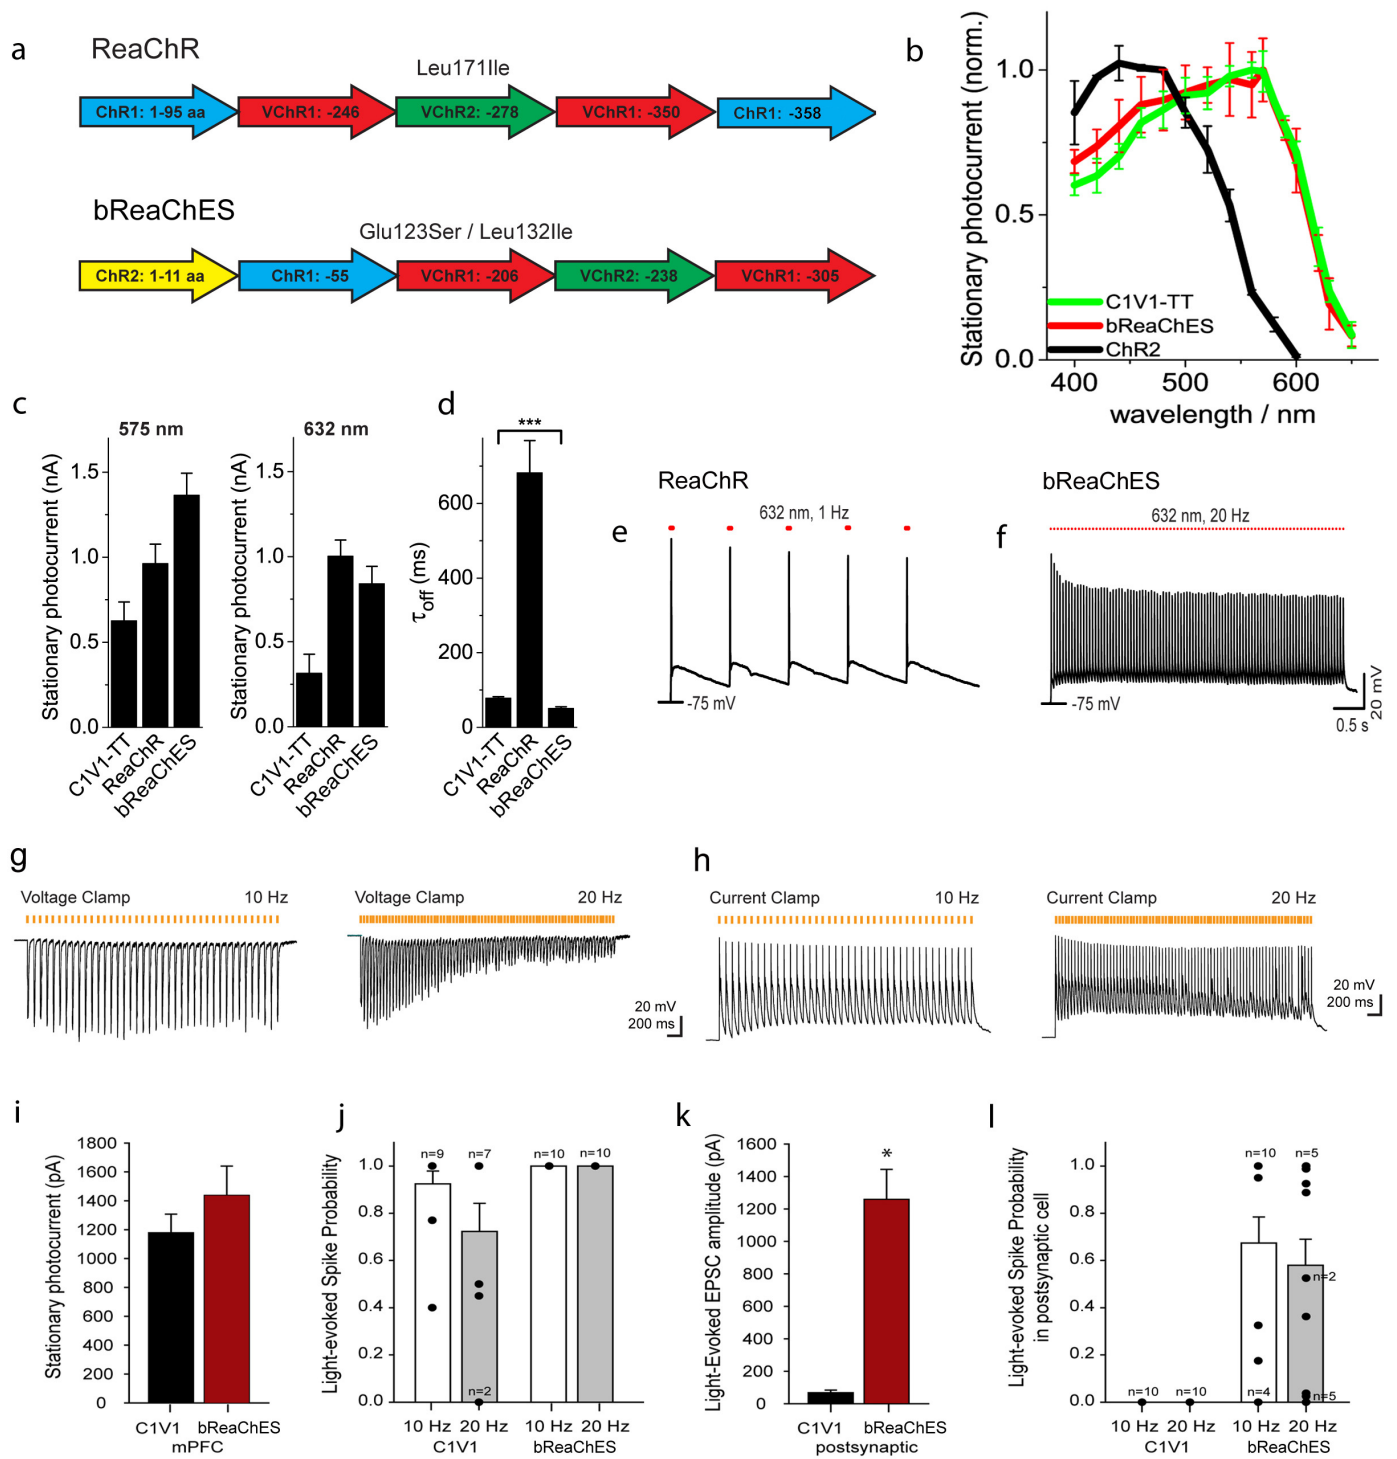 a
ReaChR
Leu171Ile
ChR1: 1-95 aa
VChR1: -246
VChR2: -278
VChR1: -350
ChR1: -358
bReaChES
Glu123Ser / Leu132Ile
ChR2: 1-11 aa
ChR1: -55
VChR1: -206
VChR2: -238
VChR1: -305
b
Stationary photocurrent (norm.)
1.0
0.5
0.0
C1V1-TT
bReaChES
ChR2
400
500
600
wavelength / nm
c
575 nm
Stationary photocurrent (nA)
1.5
1.0
0.5
0.0
C1V1-TT
ReaChR
bReaChES
632 nm
Stationary photocurrent (nA)
1.5
1.0
0.5
0.0
C1V1-TT
ReaChR
bReaChES
d
***
τoff (ms)
600
400
200
0
C1V1-TT
ReaChR
bReaChES
ReaChR
e
632 nm, 1 Hz
-75 mV
bReaChES
f
632 nm, 20 Hz
-75 mV
20 mV
0.5 s
g
Voltage Clamp
10 Hz
Voltage Clamp
20 Hz
20 mV
200 ms
h
Current Clamp
10 Hz
Current Clamp
20 Hz
20 mV
200 ms
i
Stationary photocurrent (pA)
1800
1600
1400
1200
1000
800
600
400
200
0
C1V1
bReaChES
mPFC
j
Light-evoked Spike Probablity
1.0
0.8
0.6
0.4
0.2
0.0
n=9
n=7
n=10
n=10
n=2
10 Hz
20 Hz
10 Hz
20 Hz
C1V1
bReaChES
k
Light-Evoked EPSC amplitude (pA)
1600
1400
1200
1000
800
600
400
200
0
*
C1V1
bReaChES
postsynaptic
l
Light-evoked Spike Probability
in postsynaptic cell
1.0
0.8
0.6
0.4
0.2
0.0
n=10
n=5
n=2
n=10
n=10
n=4
n=5
10 Hz
20 Hz
10 Hz
20 Hz
C1V1
bReaChES